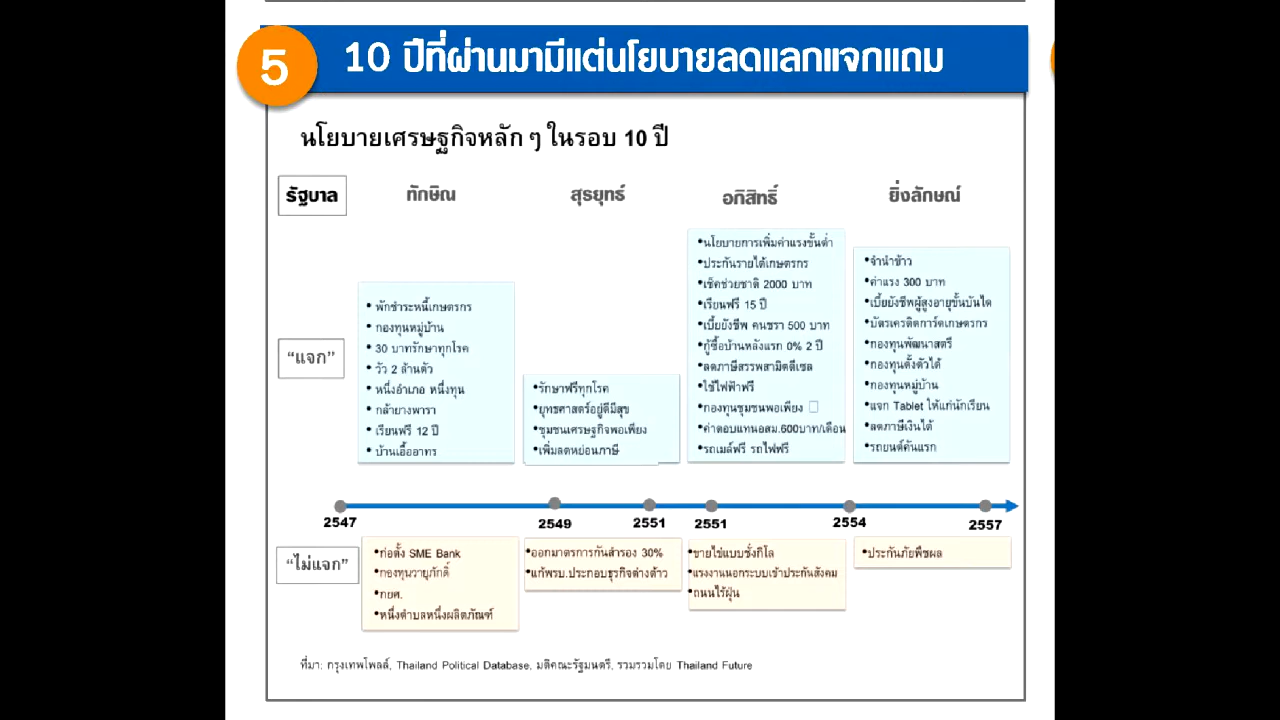 5
10 ปีที่ผ่านมามีแต่นโยบายลดแลกแจกแถม
นโยบายเศรษฐกิจหลัก ๆ ในรอบ 10 ปี
รัฐบาล
ทักษิณ
สุรยุทธ์
อภิสิทธิ์
ยิ่งลักษณ์
“แจก”
•พักชำระหนี้เกษตรกร
•กองทุนหมู่บ้าน
•30 บาทรักษาทุกโรค
•วัว 2 ล้านตัว
•หนึ่งอำเภอ หนึ่งทุน
•กล้ายางพารา
•เรียนฟรี 12 ปี
•บ้านเอื้ออาทร
•รักษาฟรีทุกโรค
•ยุทธศาสตร์อยู่ดีมีสุข
•ชุมชนเศรษฐกิจพอเพียง
•เพิ่มลดหย่อนภาษี
•นโยบายการเพิ่มค่าแรงขั้นต่ำ
•ประกันรายได้เกษตรกร
•เช็คช่วยชาติ 2000 บาท
•เรียนฟรี 15 ปี
•เบี้ยยังชีพ คนชรา 500 บาท
•กู้ซื้อบ้านหลังแรก 0% 2 ปี
•ลดภาษีสรรพสามิตดีเซล
•ใช้ไฟฟ้าฟรี
•กองทุนชุมชนพอเพียง
•ค่าตอบแทนอสม.600บาท/เดือน
•รถเมล์ฟรี รถไฟฟรี
•จำนำข้าว
•ค่าแรง 300 บาท
•เบี้ยยังชีพผู้สูงอายุขั้นบันได
•บัตรเครดิตการ์ดเกษตรกร
•กองทุนพัฒนาสตรี
•กองทุนตั้งตัวได้
•กองทุนหมู่บ้าน
•แจก Tablet ให้แก่นักเรียน
•ลดภาษีเงินได้
•รถยนต์คันแรก
2547
2549
2551
2551
2554
2557
“ไม่แจก”
•ก่อตั้ง SME Bank
•กองทุนวายุภักดิ์
•กยศ.
•หนึ่งตำบลหนึ่งผลิตภัณฑ์
•ออกมาตรการกันสำรอง 30%
•แก้พรบ.ประกอบธุรกิจต่างด้าว
•ขายไข่แบบชั่งกิโล
•แรงงานนอกระบบเข้าประกันสังคม
•ถนนไร้ฝุ่น
•ประกันภัยพืชผล
ที่มา: กรุงเทพโพลล์, Thailand Political Database, มติคณะรัฐมนตรี, รวมรวมโดย Thailand Future